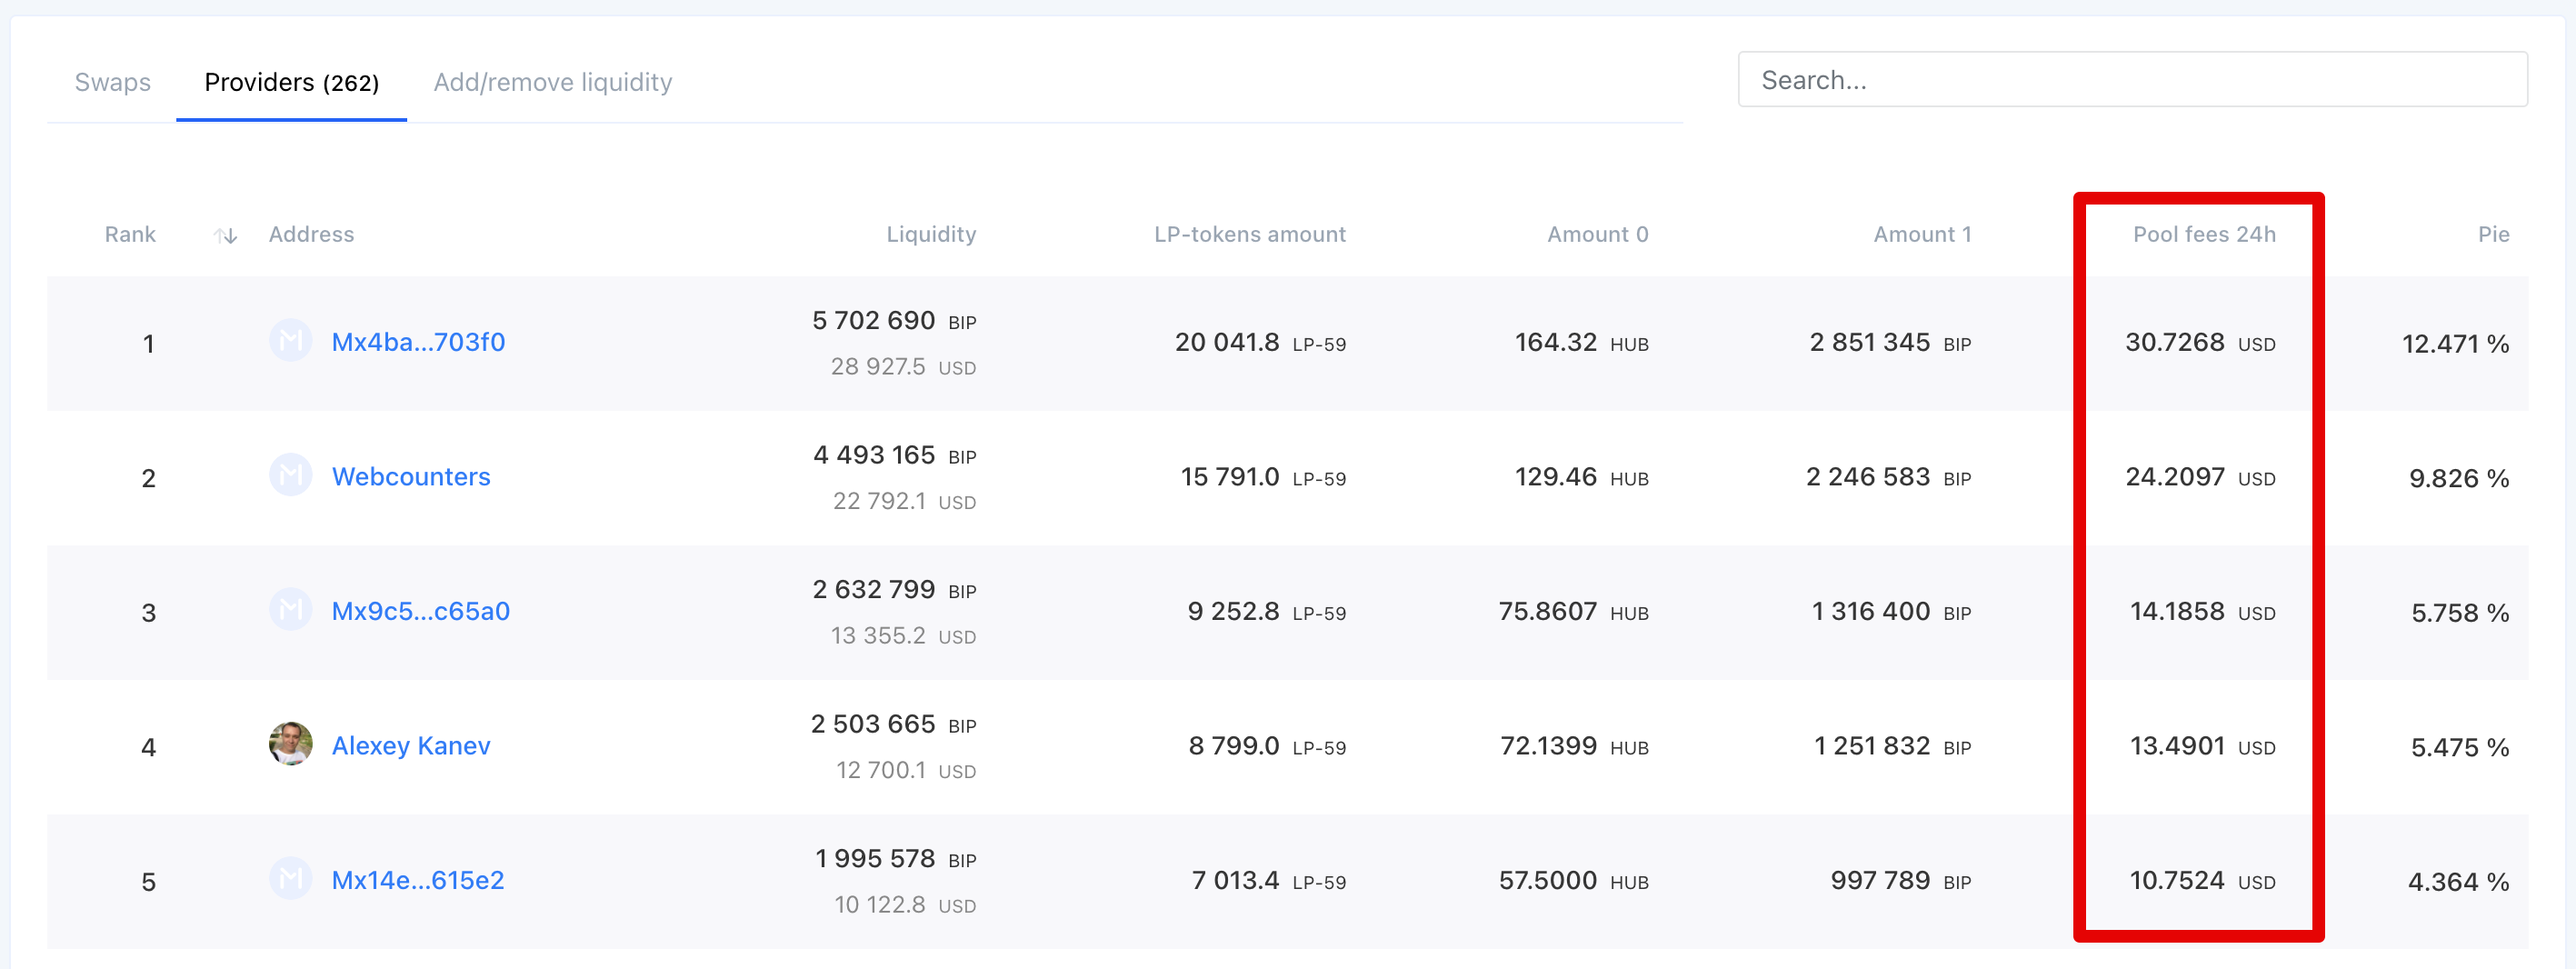 Swaps Providers (262) Add/remove liquidity Search...
Rank Address Liquidity LP-tokens amount Amount 0 Amount 1 Pool fees 24h Pie
1 Mx4ba...703f0 5 702 690 BIP 20 041.8 LP-59 164.32 HUB 2 851 345 BIP 30.7268 USD 12.471 %
28 927.5 USD
2 Webcounters 4 493 165 BIP 15 791.0 LP-59 129.46 HUB 2 246 583 BIP 24.2097 USD 9.826 %
22 792.1 USD
3 Mx9c5...c65a0 2 632 799 BIP 9 252.8 LP-59 75.8607 HUB 1 316 400 BIP 14.1858 USD 5.758 %
13 355.2 USD
4 Alexey Kanev 2 503 665 BIP 8 799.0 LP-59 72.1399 HUB 1 251 832 BIP 13.4901 USD 5.475 %
12 700.1 USD
5 Mx14e...615e2 1 995 578 BIP 7 013.4 LP-59 57.5000 HUB 997 789 BIP 10.7524 USD 4.364 %
10 122.8 USD